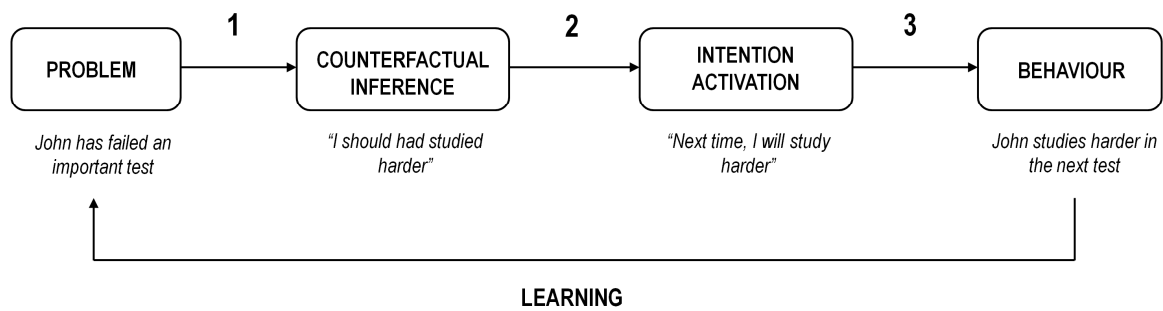 1
2
3
PROBLEM
COUNTERFACTUAL
INFERENCE
INTENTION
ACTIVATION
BEHAVIOUR
John has failed an
important test
“I should had studied
harder”
“Next time, I will study
harder”
John studies harder in
the next test
LEARNING